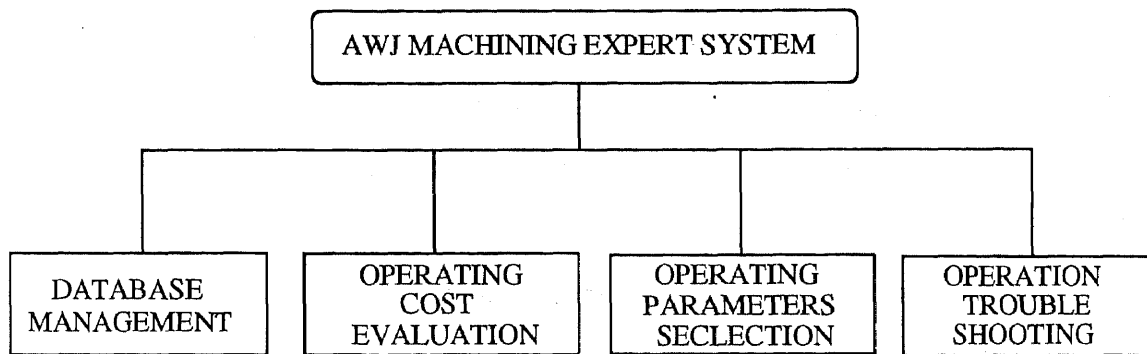 AWJ MACHINING EXPERT SYSTEM
DATABASE
MANAGEMENT
OPERATING
COST
EVALUATION
OPERATING
PARAMETERS
SECLECTION
OPERATION
TROUBLE
SHOOTING